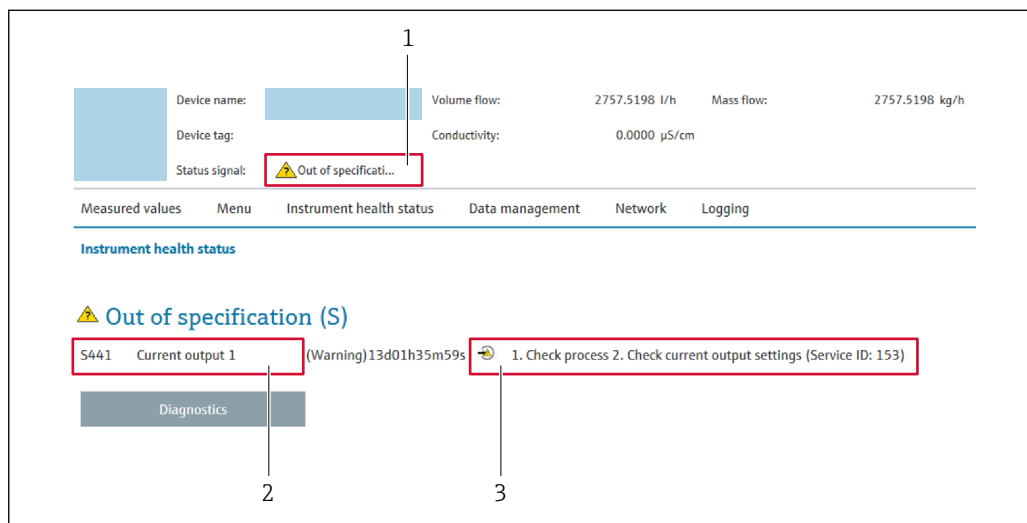 1
Device name: Volume flow: 2757.5198 l/h Mass flow: 2757.5198 kg/h
Device tag: Conductivity: 0.0000 µS/cm
Status signal: Out of specificati...
Measured values Menu Instrument health status Data management Network Logging
Instrument health status
Out of specification (S)
S441 Current output 1 (Warning)13d01h35m59s 1. Check process 2. Check current output settings (Service ID: 153)
Diagnostics
2 3